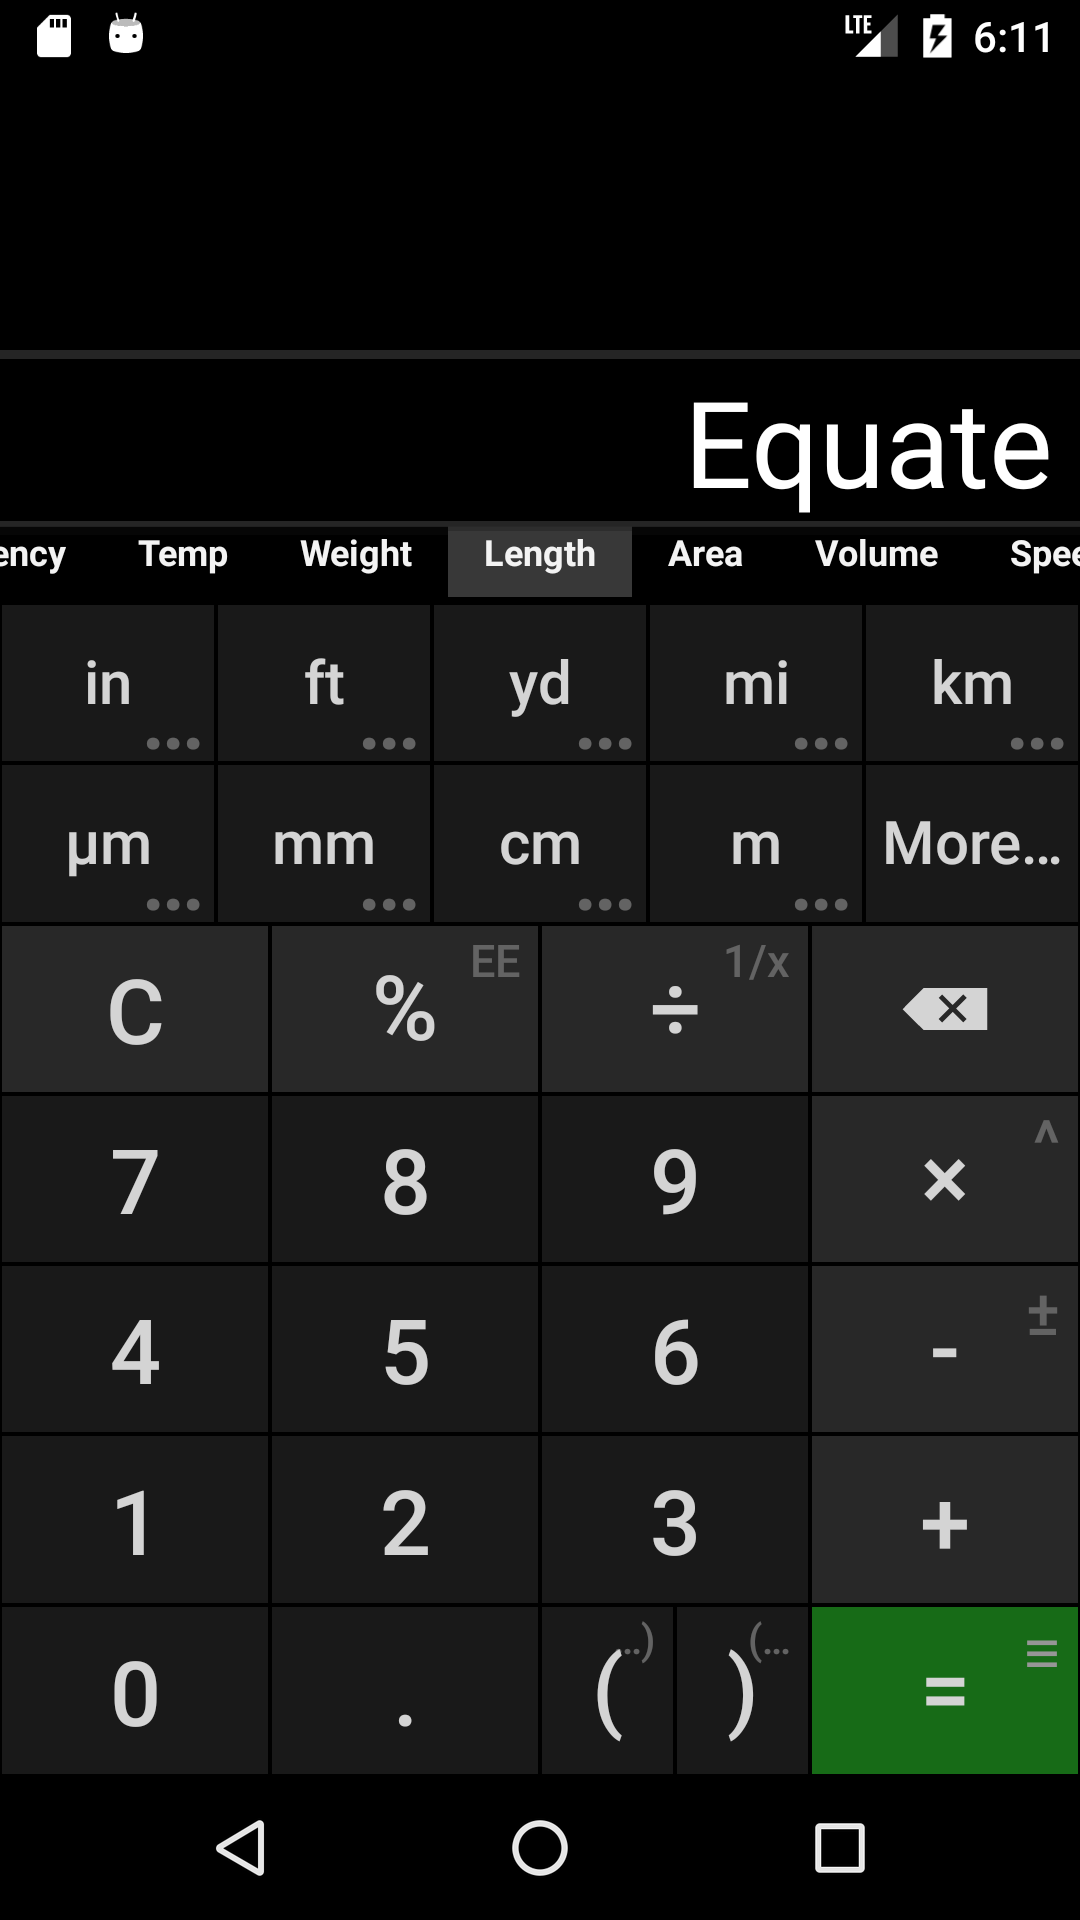 LTE 6:11
Equate
ency Temp Weight Length Area Volume Spee
in ft yd mi km
µm mm cm m More...
C % EE ÷ 1/x
7 8 9 × ^
4 5 6 - ±
1 2 3 +
0 . ( ..) ) (... =